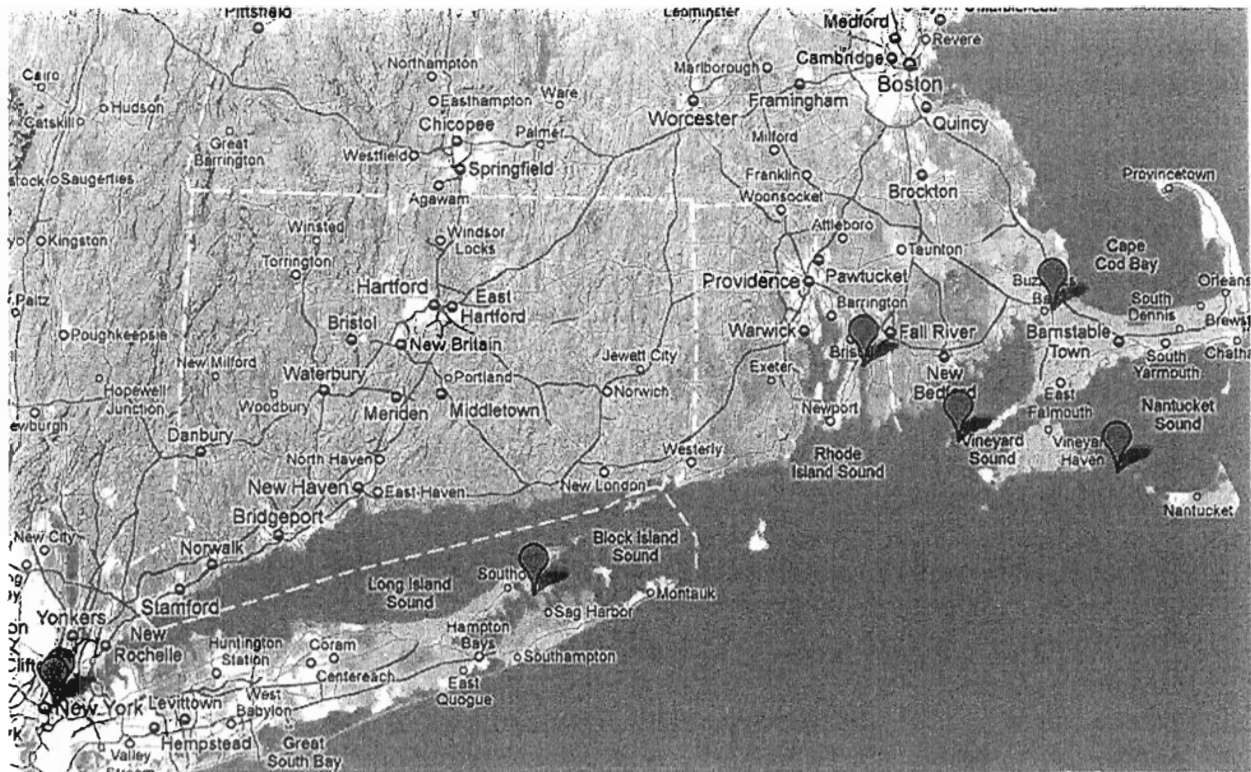 Pittsfield
Leominster
Medford
Revere
Cambridge
Boston
Northampton
Marlborough
Cairo
Hudson
Easthampton
Ware
Framingham
Catskill
Chicopee
Worcester
Quincy
Great
Barrington
Westfield
Palmer
Milford
Springfield
Saugerties
Agawam
Franklin
Brockton
Provincetown
Woonsocket
Winsted
Windsor
Locks
Attleboro
Kingston
Taunton
Cape
Cod Bay
Torrington
Pawtucket
Providence
Orleans
Hartford
East
Hartford
Barrington
South
Dennis
Poughkeepsie
Bristol
New Britain
Warwick
Fall River
Barnstable
Town
New Milford
Jewett City
Exeter
New
Bedford
South
Yarmouth
Hopewell
Junction
Waterbury
Portland
Norwich
East
Falmouth
Woodbury
Meriden
Middletown
Newport
Nantucket
Sound
Danbury
Vineyard
Sound
Haven
North Haven
Westerly
Rhode
Island Sound
New Haven
East Haven
New London
Nantucket
Bridgeport
New City
Norwalk
Block Island
Sound
Long Island
Sound
Stamford
Montauk
Yonkers
Sag Harbor
New
Rochelle
Huntington
Station
Coram
Hampton
Bays
Centereach
Southampton
East
Quogue
New York
Levittown
West
Babylon
Hempstead
Great
South Bay
Valley